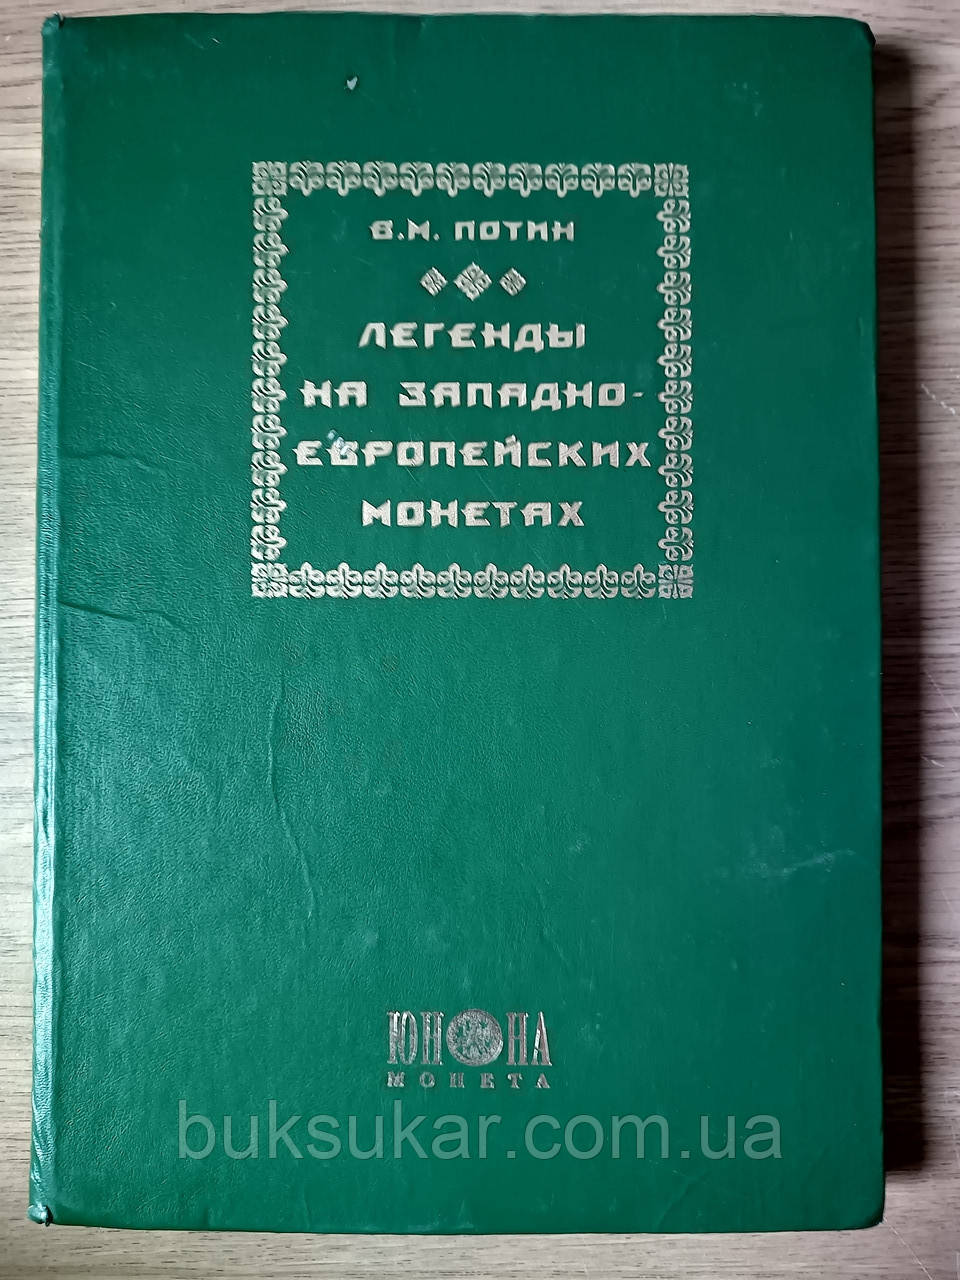 В.М. ПОТИН
ЛЕГЕНДЫ
НА ЗАПАДНО-
ЕВРОПЕЙСКИХ
МОНЕТАХ
ЮНОНА
МОНЕТА
buksukar.com.ua